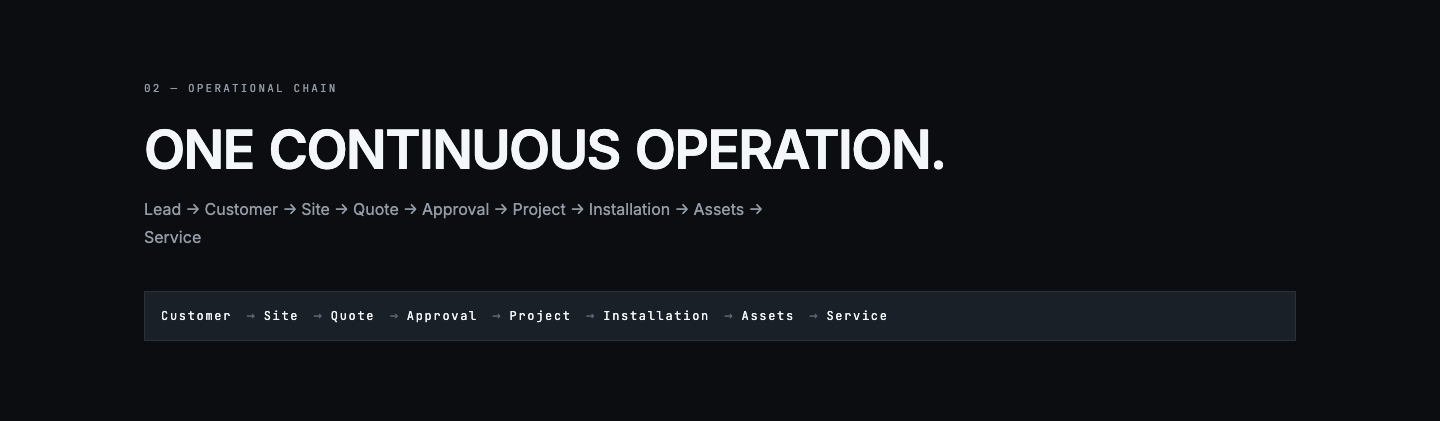 02 — OPERATIONAL CHAIN
ONE CONTINUOUS OPERATION.
Lead → Customer → Site → Quote → Approval → Project → Installation → Assets →
Service
Customer → Site → Quote → Approval → Project → Installation → Assets → Service